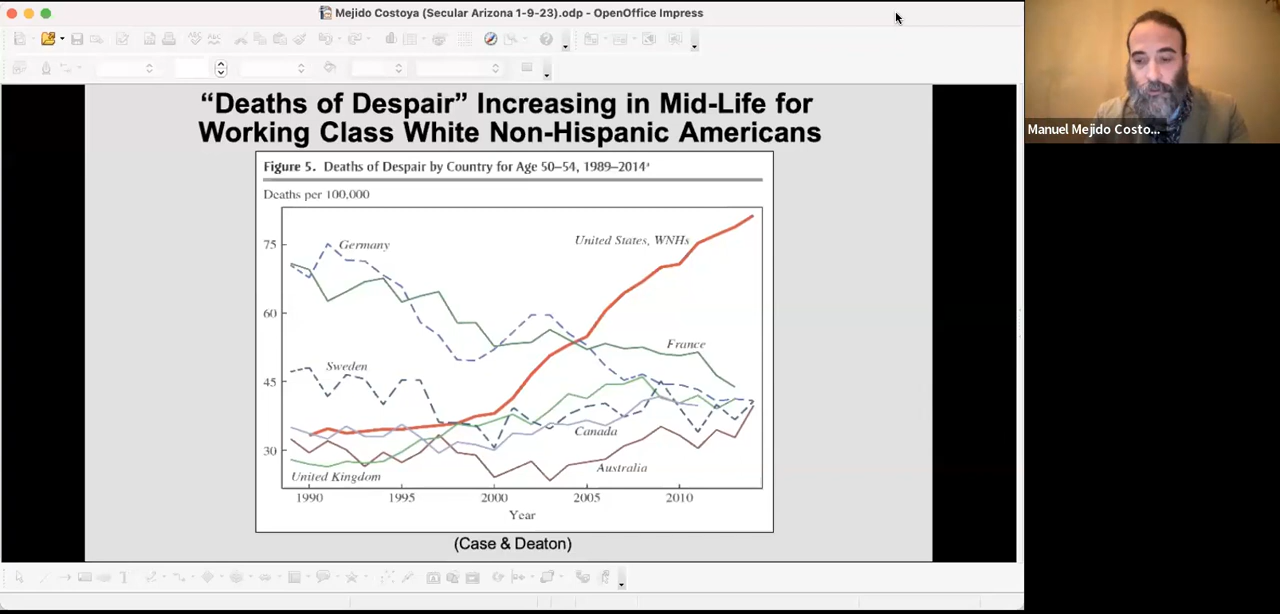 Mejido Costoya (Secular Arizona 1-9-23).odp - OpenOffice Impress
Manuel Mejido Costo...
“Deaths of Despair” Increasing in Mid-Life for
Working Class White Non-Hispanic Americans
Figure 5. Deaths of Despair by Country for Age 50–54, 1989–2014ᵃ
Deaths per 100,000
75
60
45
30
Germany
United States, WNHs
France
Sweden
Canada
Australia
United Kingdom
1990 1995 2000 2005 2010
Year
(Case & Deaton)